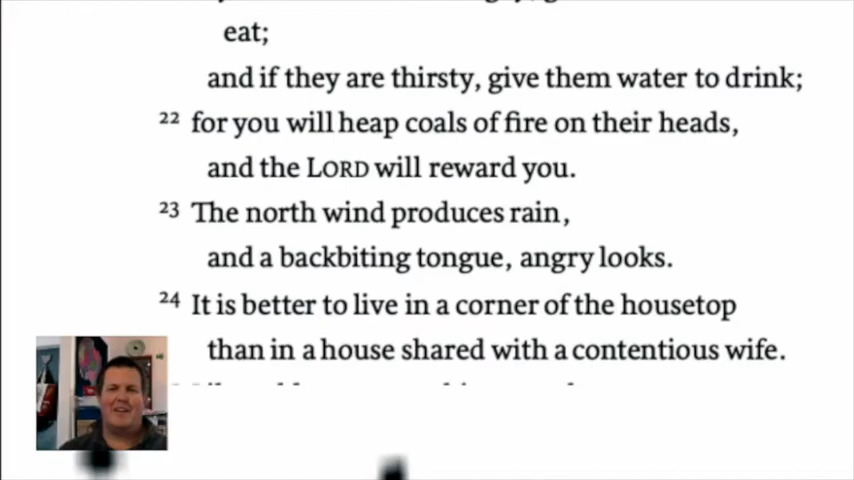 eat;
and if they are thirsty, give them water to drink;
22 for you will heap coals of fire on their heads,
and the LORD will reward you.
23 The north wind produces rain,
and a backbiting tongue, angry looks.
24 It is better to live in a corner of the housetop
than in a house shared with a contentious wife.